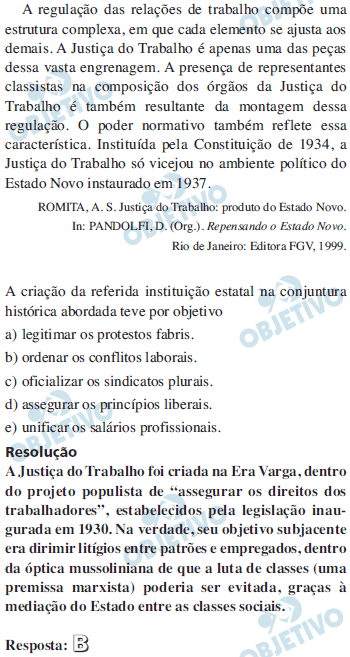 A regulação das relações de trabalho compõe uma
estrutura complexa, em que cada elemento se ajusta aos
demais. A Justiça do Trabalho é apenas uma das peças
dessa vasta engrenagem. A presença de representantes
classistas na composição dos órgãos da Justiça do
Trabalho é também resultante da montagem dessa
regulação. O poder normativo também reflete essa
característica. Instituída pela Constituição de 1934, a
Justiça do Trabalho só vicejou no ambiente político do
Estado Novo instaurado em 1937.
ROMITA, A. S. Justiça do Trabalho: produto do Estado Novo.
In: PANDOLFI, D. (Org.). Repensando o Estado Novo.
Rio de Janeiro: Editora FGV, 1999.
A criação da referida instituição estatal na conjuntura
histórica abordada teve por objetivo
a) legitimar os protestos fabris.
b) ordenar os conflitos laborais.
c) oficializar os sindicatos plurais.
d) assegurar os princípios liberais.
e) unificar os salários profissionais.
Resolução
A Justiça do Trabalho foi criada na Era Varga, dentro
do projeto populista de “assegurar os direitos dos
trabalhadores”, estabelecidos pela legislação inau-
gurada em 1930. Na verdade, seu objetivo subjacente
era dirimir litígios entre patrões e empregados, dentro
da óptica mussoliniana de que a luta de classes (uma
premissa marxista) poderia ser evitada, graças à
mediação do Estado entre as classes sociais.
Resposta: B
OBJETIVO
OBJETIVO
OBJETIVO
OBJETIVO
OBJETIVO
OBJETIVO
OBJETIVO